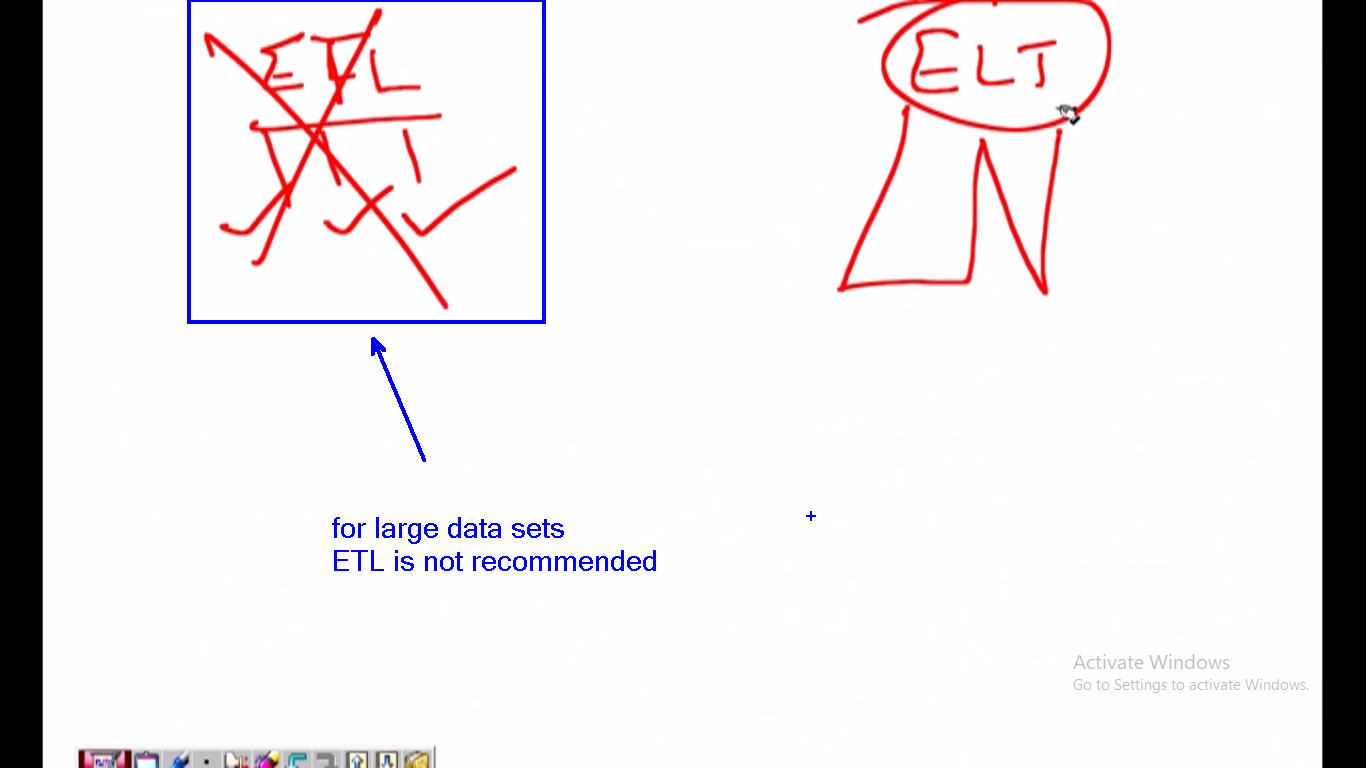 ETL
ELT
for large data sets
ETL is not recommended
Activate Windows
Go to Settings to activate Windows.